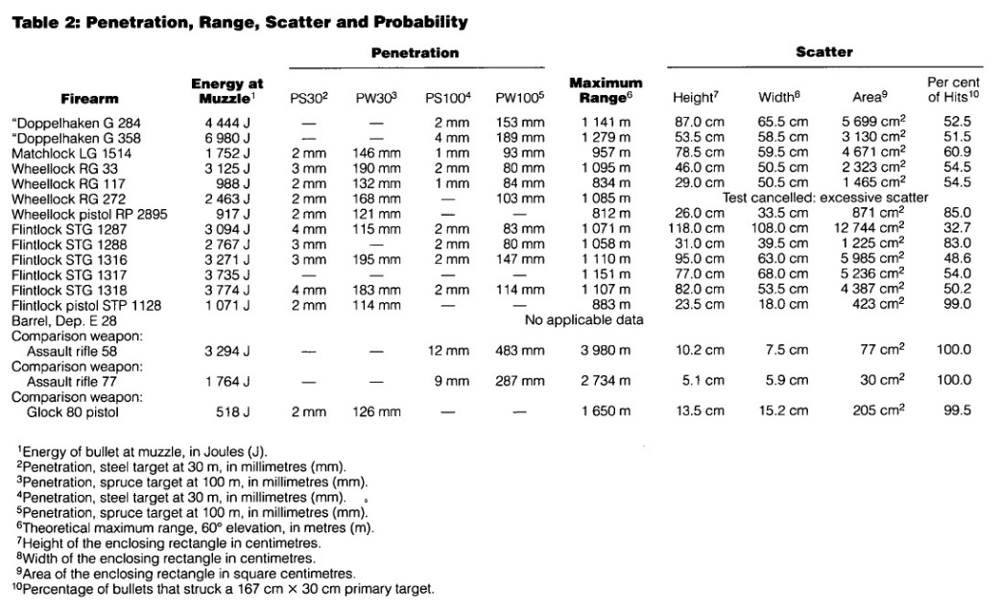 Table 2: Penetration, Range, Scatter and Probability
Penetration Scatter
Firearm Energy at Muzzle¹ PS30² PW30³ PS100⁴ PW100⁵ Maximum Range⁶ Height⁷ Width⁸ Area⁹ Per cent of Hits¹⁰
"Doppelhaken G 284 4 444 J — — 2 mm 153 mm 1 141 m 87.0 cm 65.5 cm 5 699 cm² 52.5
"Doppelhaken G 358 6 980 J — — 4 mm 189 mm 1 279 m 53.5 cm 58.5 cm 3 130 cm² 51.5
Matchlock LG 1514 1 752 J 2 mm 146 mm 1 mm 93 mm 957 m 78.5 cm 59.5 cm 4 671 cm² 60.9
Wheellock RG 33 3 125 J 3 mm 190 mm 2 mm 80 mm 1 095 m 46.0 cm 50.5 cm 2 323 cm² 54.5
Wheellock RG 117 988 J 2 mm 132 mm 1 mm 84 mm 834 m 29.0 cm 50.5 cm 1 465 cm² 54.5
Wheellock RG 272 2 463 J 2 mm 168 mm — 103 mm 1 085 m Test cancelled: excessive scatter
Wheellock pistol RP 2895 917 J 2 mm 121 mm — — 812 m 26.0 cm 33.5 cm 871 cm² 85.0
Flintlock STG 1287 3 094 J 4 mm 115 mm 2 mm 83 mm 1 071 m 118.0 cm 108.0 cm 12 744 cm² 32.7
Flintlock STG 1288 2 767 J 3 mm — 2 mm 80 mm 1 058 m 31.0 cm 39.5 cm 1 225 cm² 83.0
Flintlock STG 1316 3 271 J 3 mm 195 mm 2 mm 147 mm 1 110 m 95.0 cm 63.0 cm 5 985 cm² 48.6
Flintlock STG 1317 3 735 J — — — — 1 151 m 77.0 cm 68.0 cm 5 236 cm² 54.0
Flintlock STG 1318 3 774 J 4 mm 183 mm 2 mm 114 mm 1 107 m 82.0 cm 53.5 cm 4 387 cm² 50.2
Flintlock pistol STP 1128 1 071 J 2 mm 114 mm — — 883 m 23.5 cm 18.0 cm 423 cm² 99.0
Barrel, Dep. E 28 No applicable data
Comparison weapon:
Assault rifle 58 3 294 J — — 12 mm 483 mm 3 980 m 10.2 cm 7.5 cm 77 cm² 100.0
Comparison weapon:
Assault rifle 77 1 764 J — — 9 mm 287 mm 2 734 m 5.1 cm 5.9 cm 30 cm² 100.0
Comparison weapon:
Glock 80 pistol 518 J 2 mm 126 mm — — 1 650 m 13.5 cm 15.2 cm 205 cm² 99.5
¹Energy of bullet at muzzle, in Joules (J).
²Penetration, steel target at 30 m, in millimetres (mm).
³Penetration, spruce target at 100 m, in millimetres (mm).
⁴Penetration, steel target at 30 m, in millimetres (mm).
⁵Penetration, spruce target at 100 m, in millimetres (mm).
⁶Theoretical maximum range, 60° elevation, in metres (m).
⁷Height of the enclosing rectangle in centimetres.
⁸Width of the enclosing rectangle in centimetres.
⁹Area of the enclosing rectangle in square centimetres.
¹⁰Percentage of bullets that struck a 167 cm × 30 cm primary target.